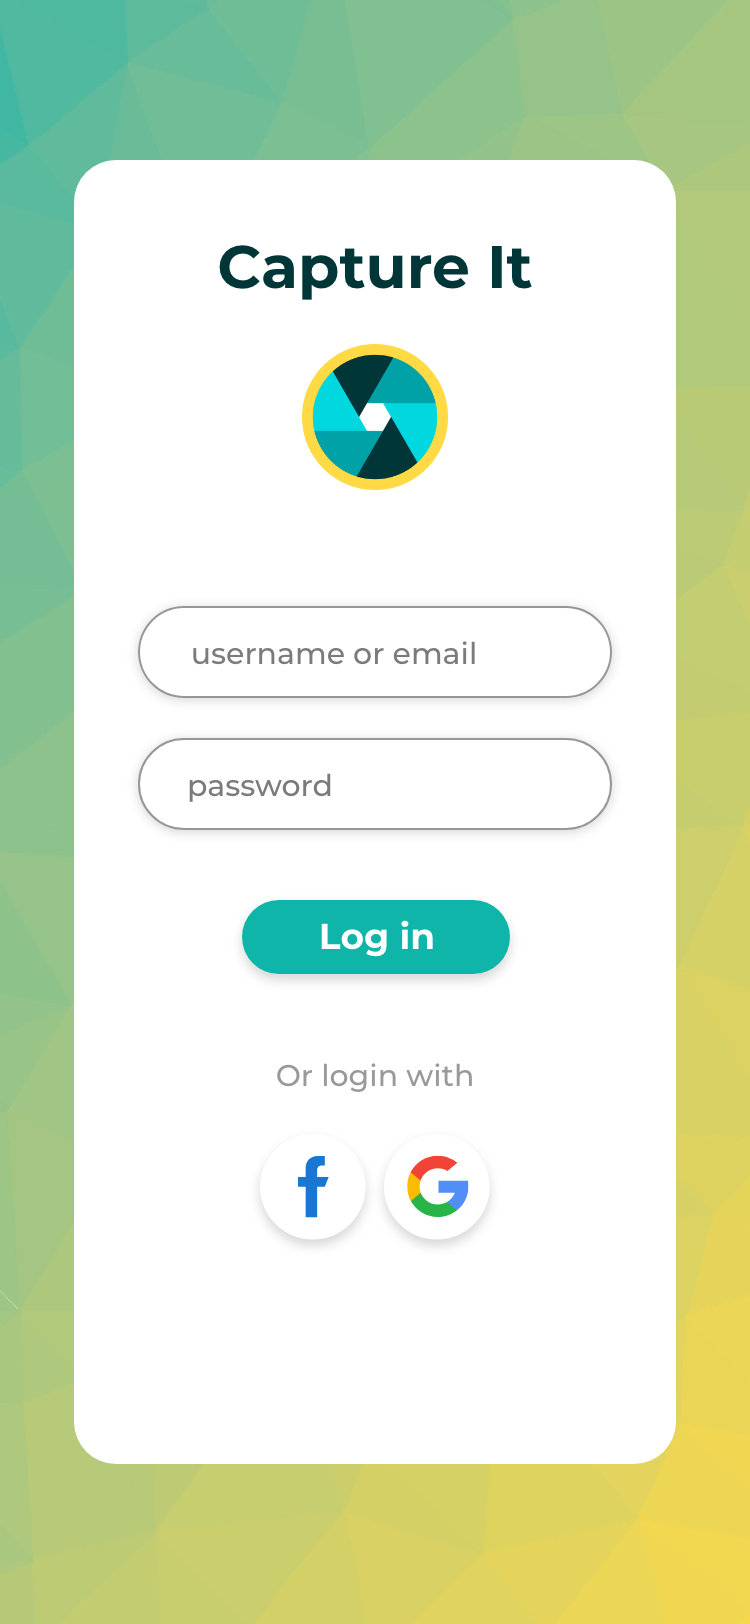 Capture It
username or email
password
Log in
Or login with